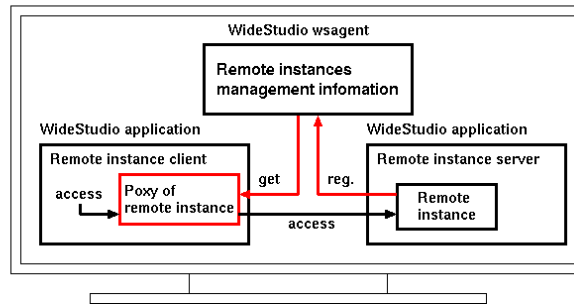 WideStudio wsagent
Remote instances
management infomation
WideStudio application
WideStudio application
Remote instance client
get
reg.
Remote instance server
access
Poxy of
remote instance
access
Remote
instance